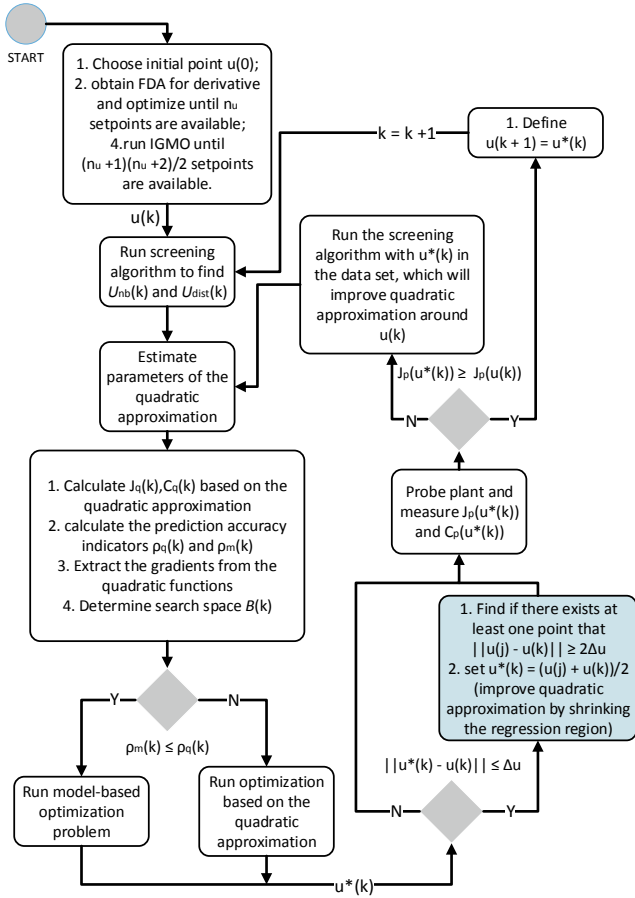 START
1. Choose initial point u(0);
2. obtain FDA for derivative
and optimize until nᵤ
setpoints are available;
4.run IGMO until
(nᵤ +1)(nᵤ +2)/2 setpoints
are available.
u(k)
Run screening
algorithm to find
Unb(k) and Udist(k)
Estimate
parameters of the
quadratic
approximation
1. Calculate Jq(k),Cq(k) based on the
quadratic approximation
2. calculate the prediction accuracy
indicators ρq(k) and ρm(k)
3. Extract the gradients from the
quadratic functions
4. Determine search space B(k)
Y
N
ρm(k) ≤ ρq(k)
Run model-based
optimization
problem
Run optimization
based on the
quadratic
approximation
u*(k)
||u*(k) - u(k)|| ≤ Δu
N
Y
1. Find if there exists at
least one point that
||u(j) - u(k)|| ≥ 2Δu
2. set u*(k) = (u(j) + u(k))/2
(improve quadratic
approximation by shrinking
the regression region)
Probe plant and
measure Jp(u*(k))
and Cp(u*(k))
Jp(u*(k)) ≥ Jp(u(k))
N
Y
Run the screening
algorithm with u*(k) in
the data set, which will
improve quadratic
approximation around
u(k)
1. Define
u(k + 1) = u*(k)
k = k +1